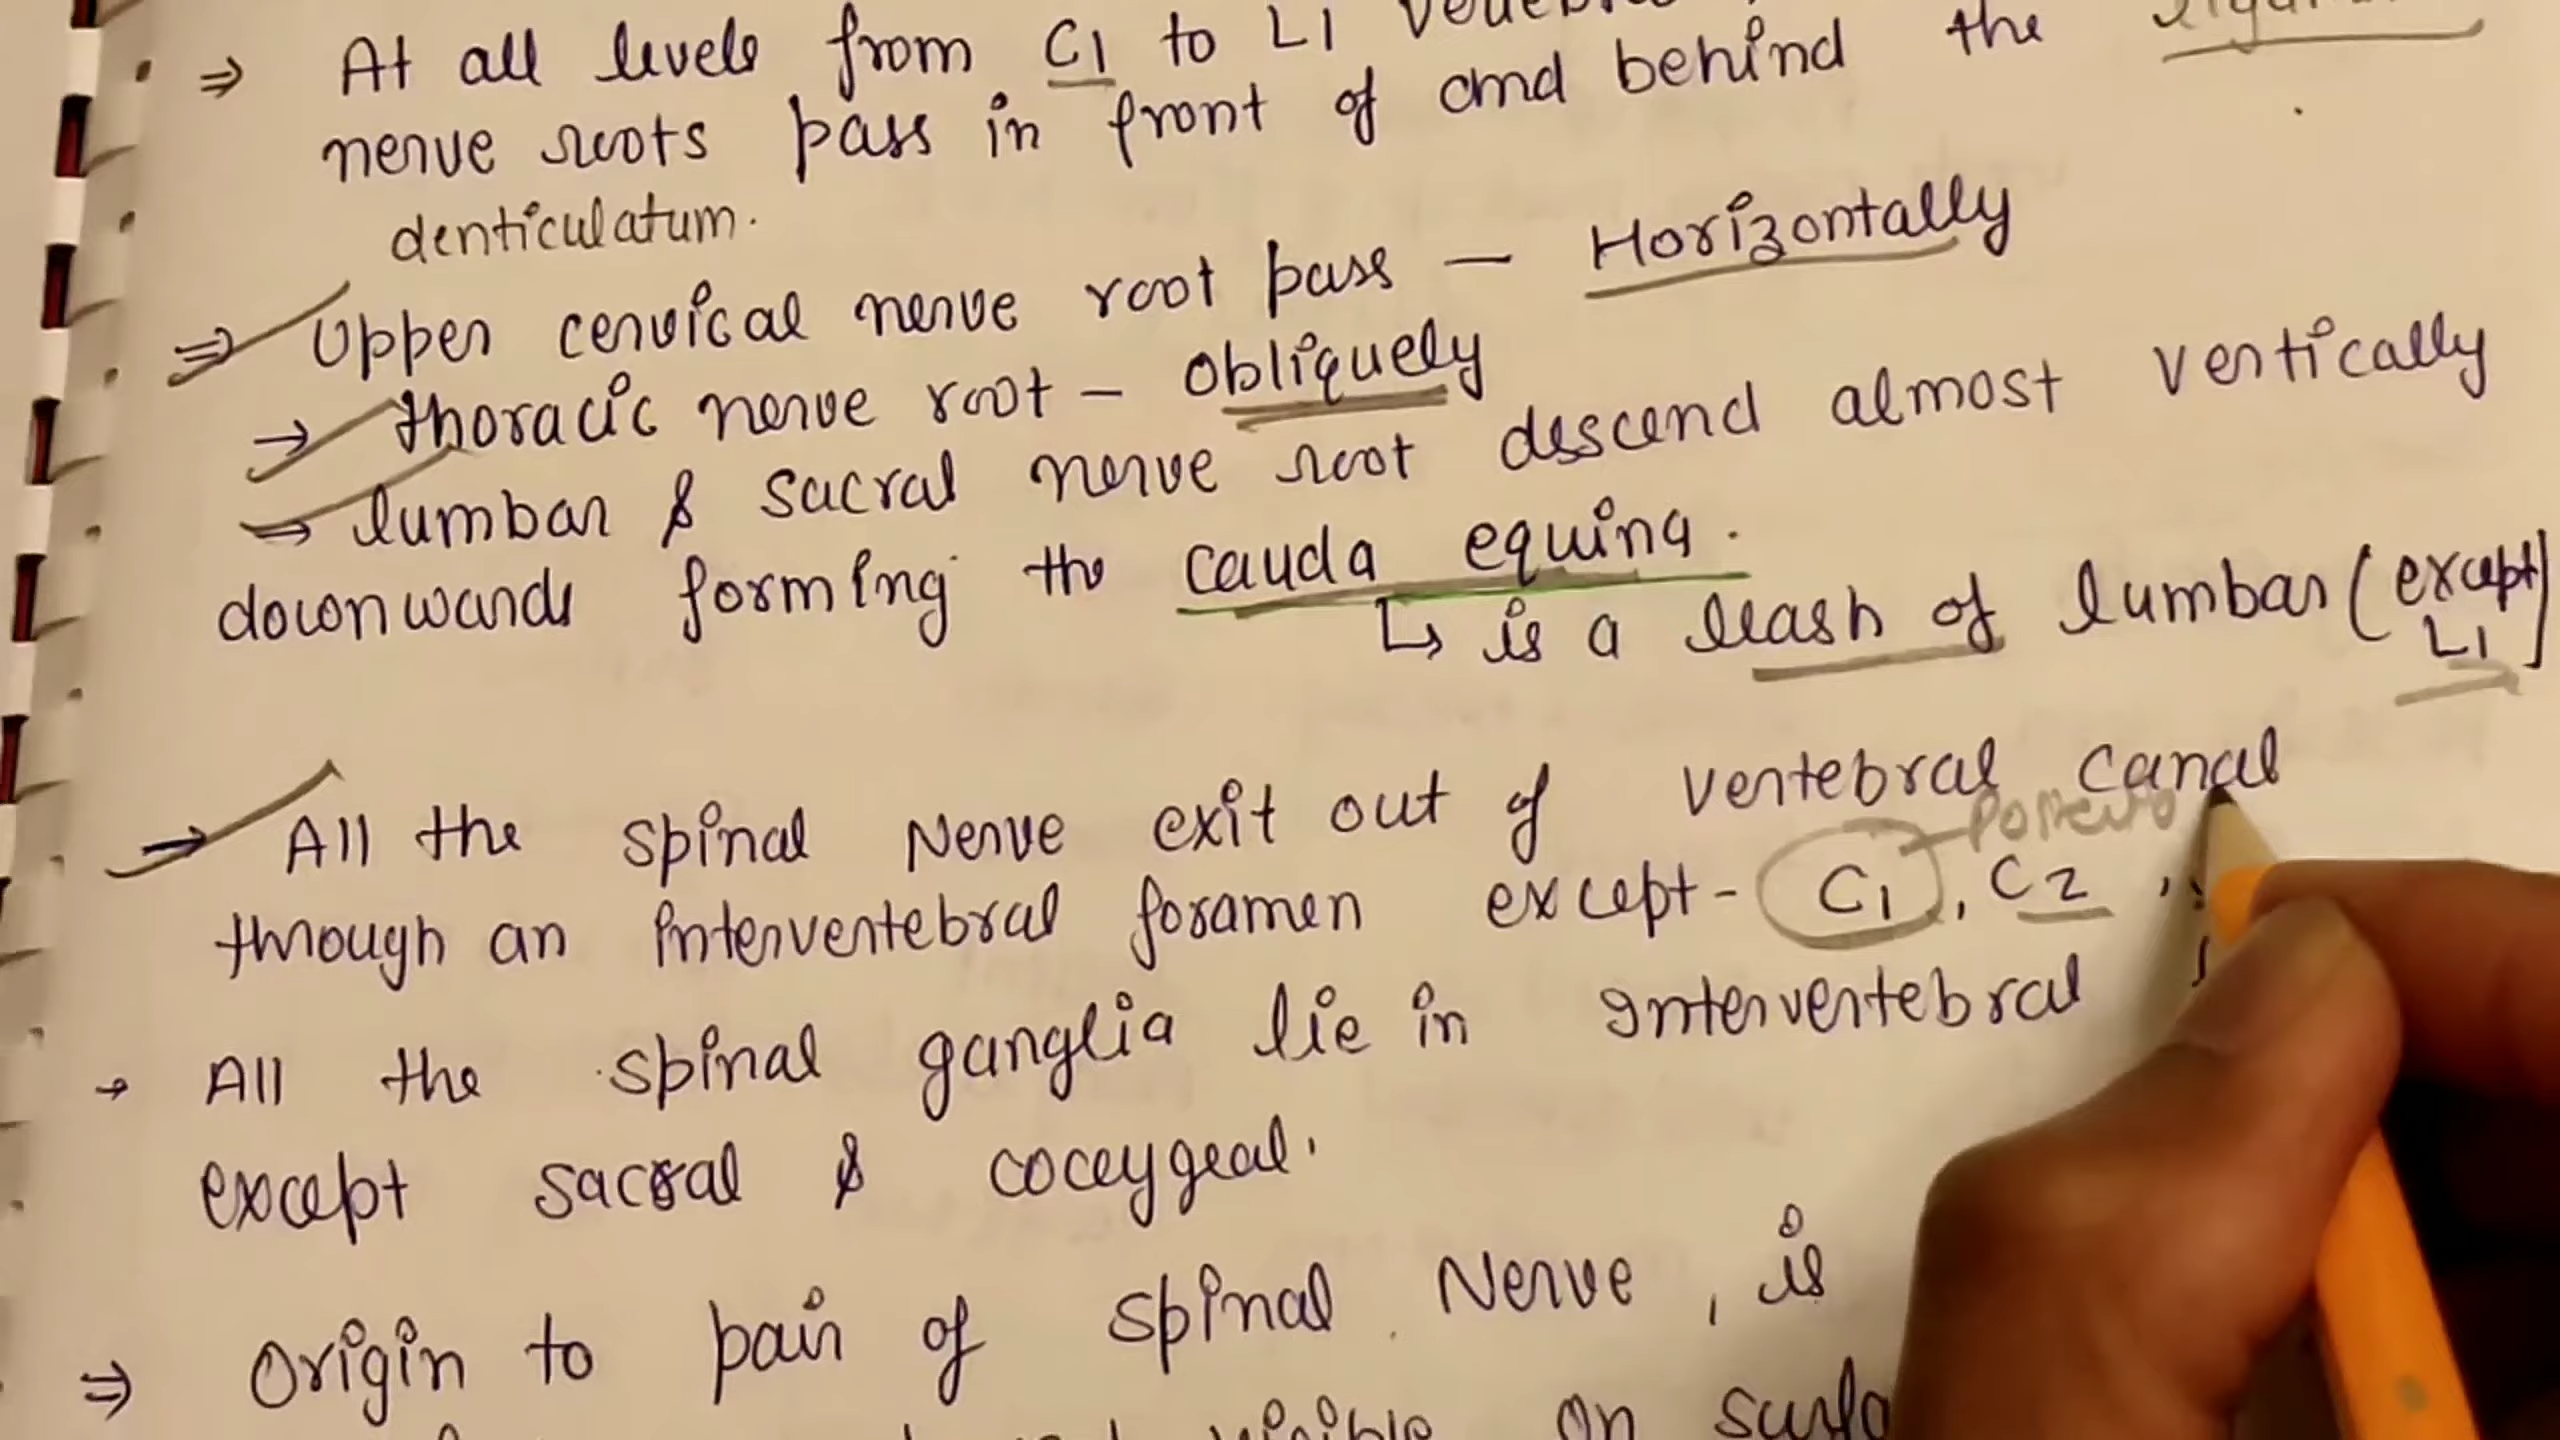 ⇒ At all levels from C1 to L1
nerve roots pass in front of and behind the
denticulatum.
⇒ Upper cervical nerve root pass - Horizontally
→ thoracic nerve root - obliquely
→ lumbar & sacral nerve root descend almost vertically
downwards forming the cauda equina.
↳ is a leash of lumbar (except L1)
→ All the spinal Nerve exit out of vertebral canal
through an intervertebral foramen except - C1, C2,
→ All the spinal ganglia lie in Intervertebral
except sacral & coccygeal.
⇒ Origin to pair of spinal Nerve, is
visible on